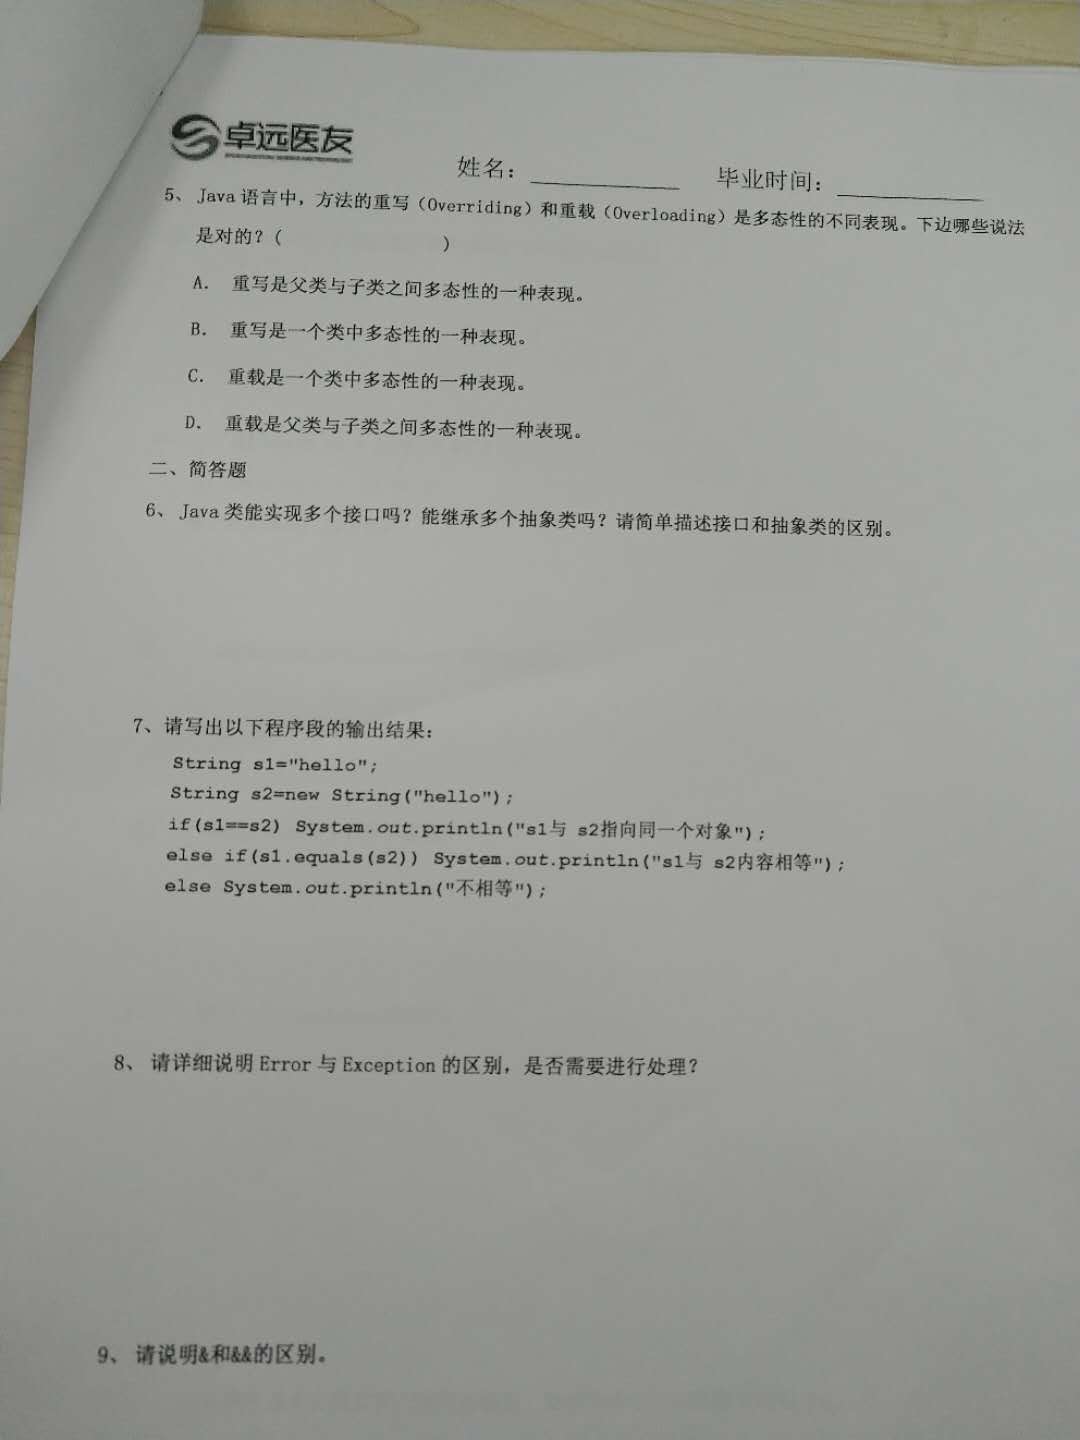 卓远医友
姓名：____________ 毕业时间：____________
5、 Java 语言中，方法的重写（Overriding）和重载（Overloading）是多态性的不同表现。下边哪些说法
是对的？( )
A. 重写是父类与子类之间多态性的一种表现。
B. 重写是一个类中多态性的一种表现。
C. 重载是一个类中多态性的一种表现。
D. 重载是父类与子类之间多态性的一种表现。
二、简答题
6、 Java 类能实现多个接口吗？能继承多个抽象类吗？请简单描述接口和抽象类的区别。
7、请写出以下程序段的输出结果：
String s1="hello";
String s2=new String("hello");
if(s1==s2) System.out.println("s1与 s2指向同一个对象");
else if(s1.equals(s2)) System.out.println("s1与 s2内容相等");
else System.out.println("不相等");
8、 请详细说明 Error 与 Exception 的区别，是否需要进行处理？
9、 请说明&和&&的区别。